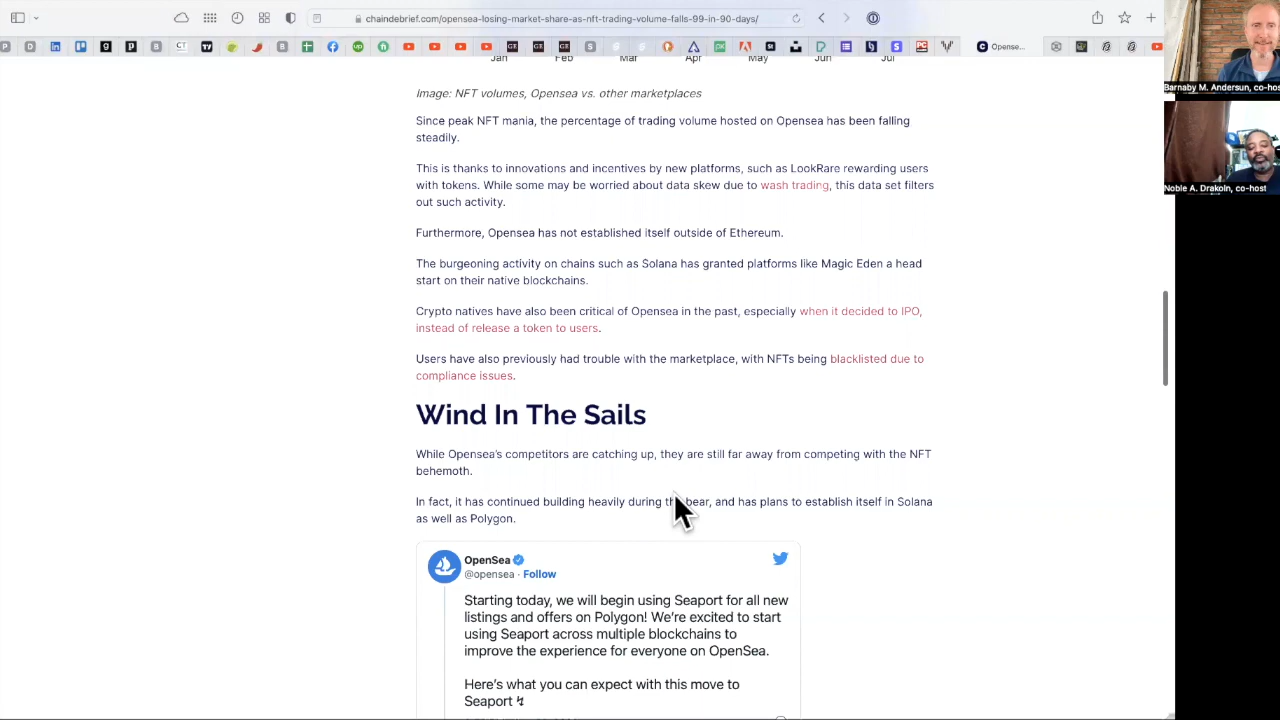 chaindebrief.com/opensea-losing-market-share-as-nft-trading-volume-falls-99-in-90-days/
Opense...
Jan Feb Mar Apr May Jun Jul
Image: NFT volumes, Opensea vs. other marketplaces
Since peak NFT mania, the percentage of trading volume hosted on Opensea has been falling
steadily.
This is thanks to innovations and incentives by new platforms, such as LookRare rewarding users
with tokens. While some may be worried about data skew due to wash trading, this data set filters
out such activity.
Furthermore, Opensea has not established itself outside of Ethereum.
The burgeoning activity on chains such as Solana has granted platforms like Magic Eden a head
start on their native blockchains.
Crypto natives have also been critical of Opensea in the past, especially when it decided to IPO,
instead of release a token to users.
Users have also previously had trouble with the marketplace, with NFTs being blacklisted due to
compliance issues.
Wind In The Sails
While Opensea's competitors are catching up, they are still far away from competing with the NFT
behemoth.
In fact, it has continued building heavily during the bear, and has plans to establish itself in Solana
as well as Polygon.
OpenSea
@opensea · Follow
Starting today, we will begin using Seaport for all new
listings and offers on Polygon! We're excited to start
using Seaport across multiple blockchains to
improve the experience for everyone on OpenSea.
Here's what you can expect with this move to
Seaport ↯
Barnaby M. Andersun, co-hos
Noble A. Drakoln, co-host